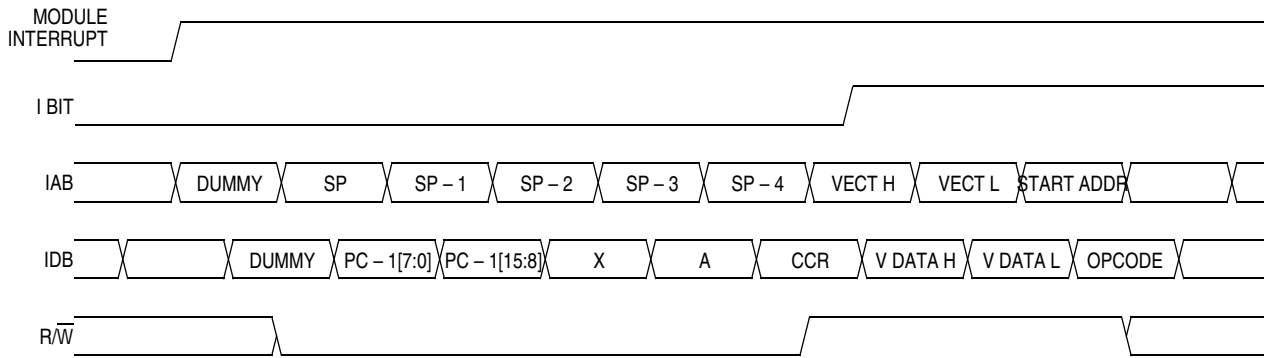 MODULE
INTERRUPT
I BIT
IAB DUMMY SP SP – 1 SP – 2 SP – 3 SP – 4 VECT H VECT L START ADDR
IDB DUMMY PC – 1[7:0] PC – 1[15:8] X A CCR V DATA H V DATA L OPCODE
R/W̅